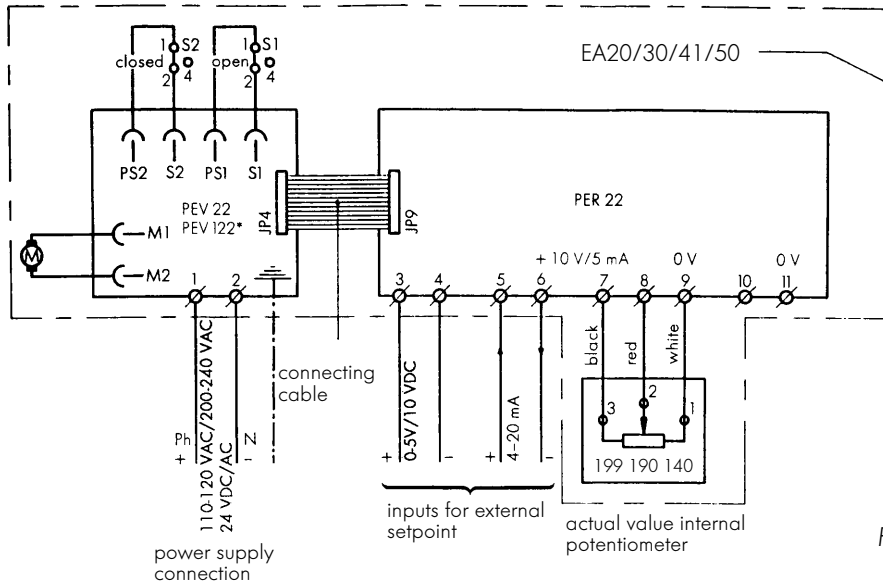 EA20/30/41/50
1 S2
closed
2 4
1 S1
open
2 4
PS2 S2 PS1 S1
PEV 22
PEV 122*
JP4
JP9
PER 22
M
M1
M2
+ 10 V/5 mA 0 V 0 V
1 2 3 4 5 6 7 8 9 10 11
black
red
white
connecting
cable
Ph
+
110-120 VAC/200-240 VAC
24 VDC/AC
N
-
+
0-5V/10 VDC
-
+
4-20 mA
-
3 2 1
199 190 140
inputs for external
setpoint
actual value internal
potentiometer
power supply
connection